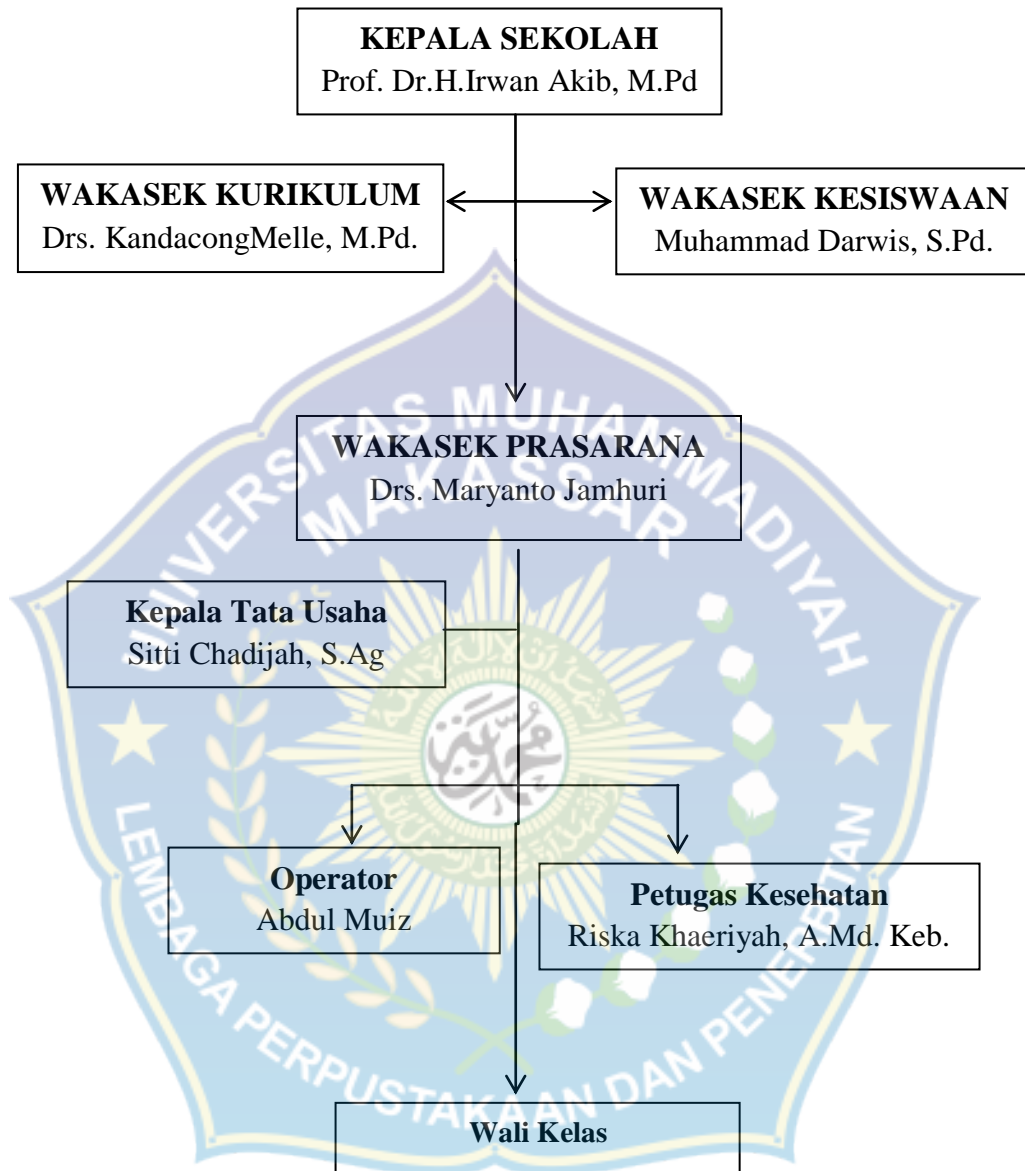 KEPALA SEKOLAH
Prof. Dr.H.Irwan Akib, M.Pd
WAKASEK KURIKULUM
Drs. KandacongMelle, M.Pd.
WAKASEK KESISWAAN
Muhammad Darwis, S.Pd.
UNIVERSITAS MUHAMMADIYAH
MAKASSAR
WAKASEK PRASARANA
Drs. Maryanto Jamhuri
Kepala Tata Usaha
Sitti Chadijah, S.Ag
Operator
Abdul Muiz
Petugas Kesehatan
Riska Khaeriyah, A.Md. Keb.
LEMBAGA PERPUSTAKAAN DAN PENERBITAN
Wali Kelas